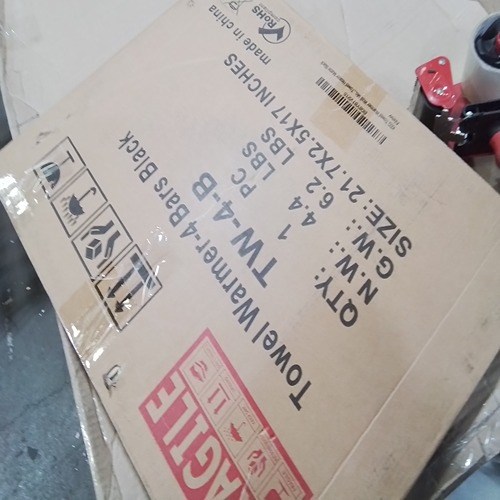 Towel Warmer-4 Bars Black
TW-4-B
QTY: 1 PC
N.W.: 4.4 LBS
G.W.: 6.2 LBS
SIZE: 21.7X2.5X17 INCHES
made in china
RoHS
FRAGILE